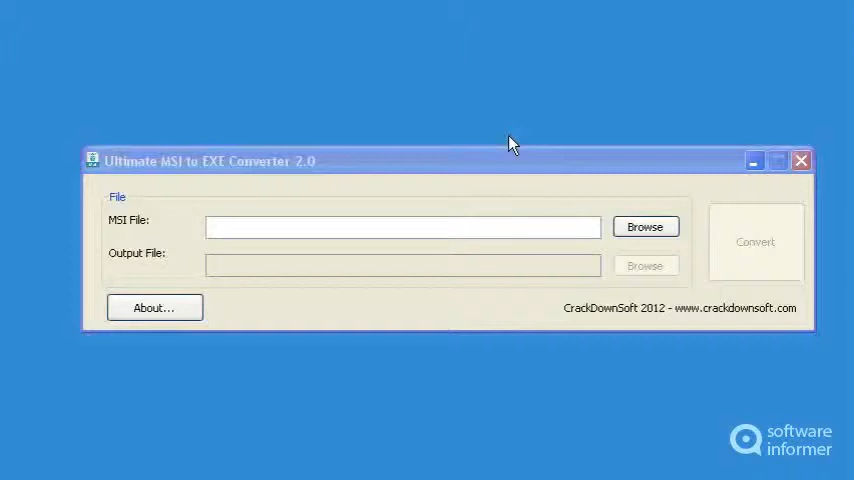 Ultimate MSI to EXE Converter 2.0
File
MSI File:
Browse
Convert
Output File:
Browse
About...
CrackDownSoft 2012 - www.crackdownsoft.com
software
informer